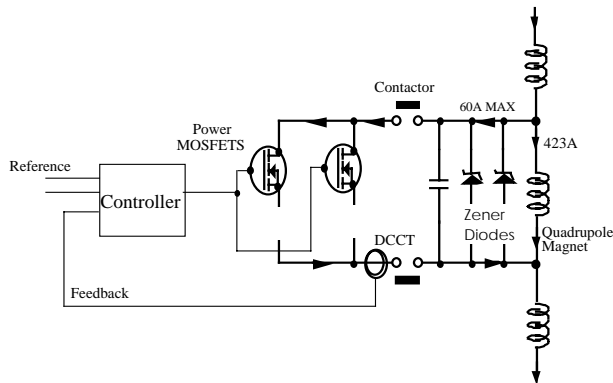 Contactor
60A MAX
Power
MOSFETS
423A
Reference
Controller
Zener
Diodes
DCCT
Quadrupole
Magnet
Feedback